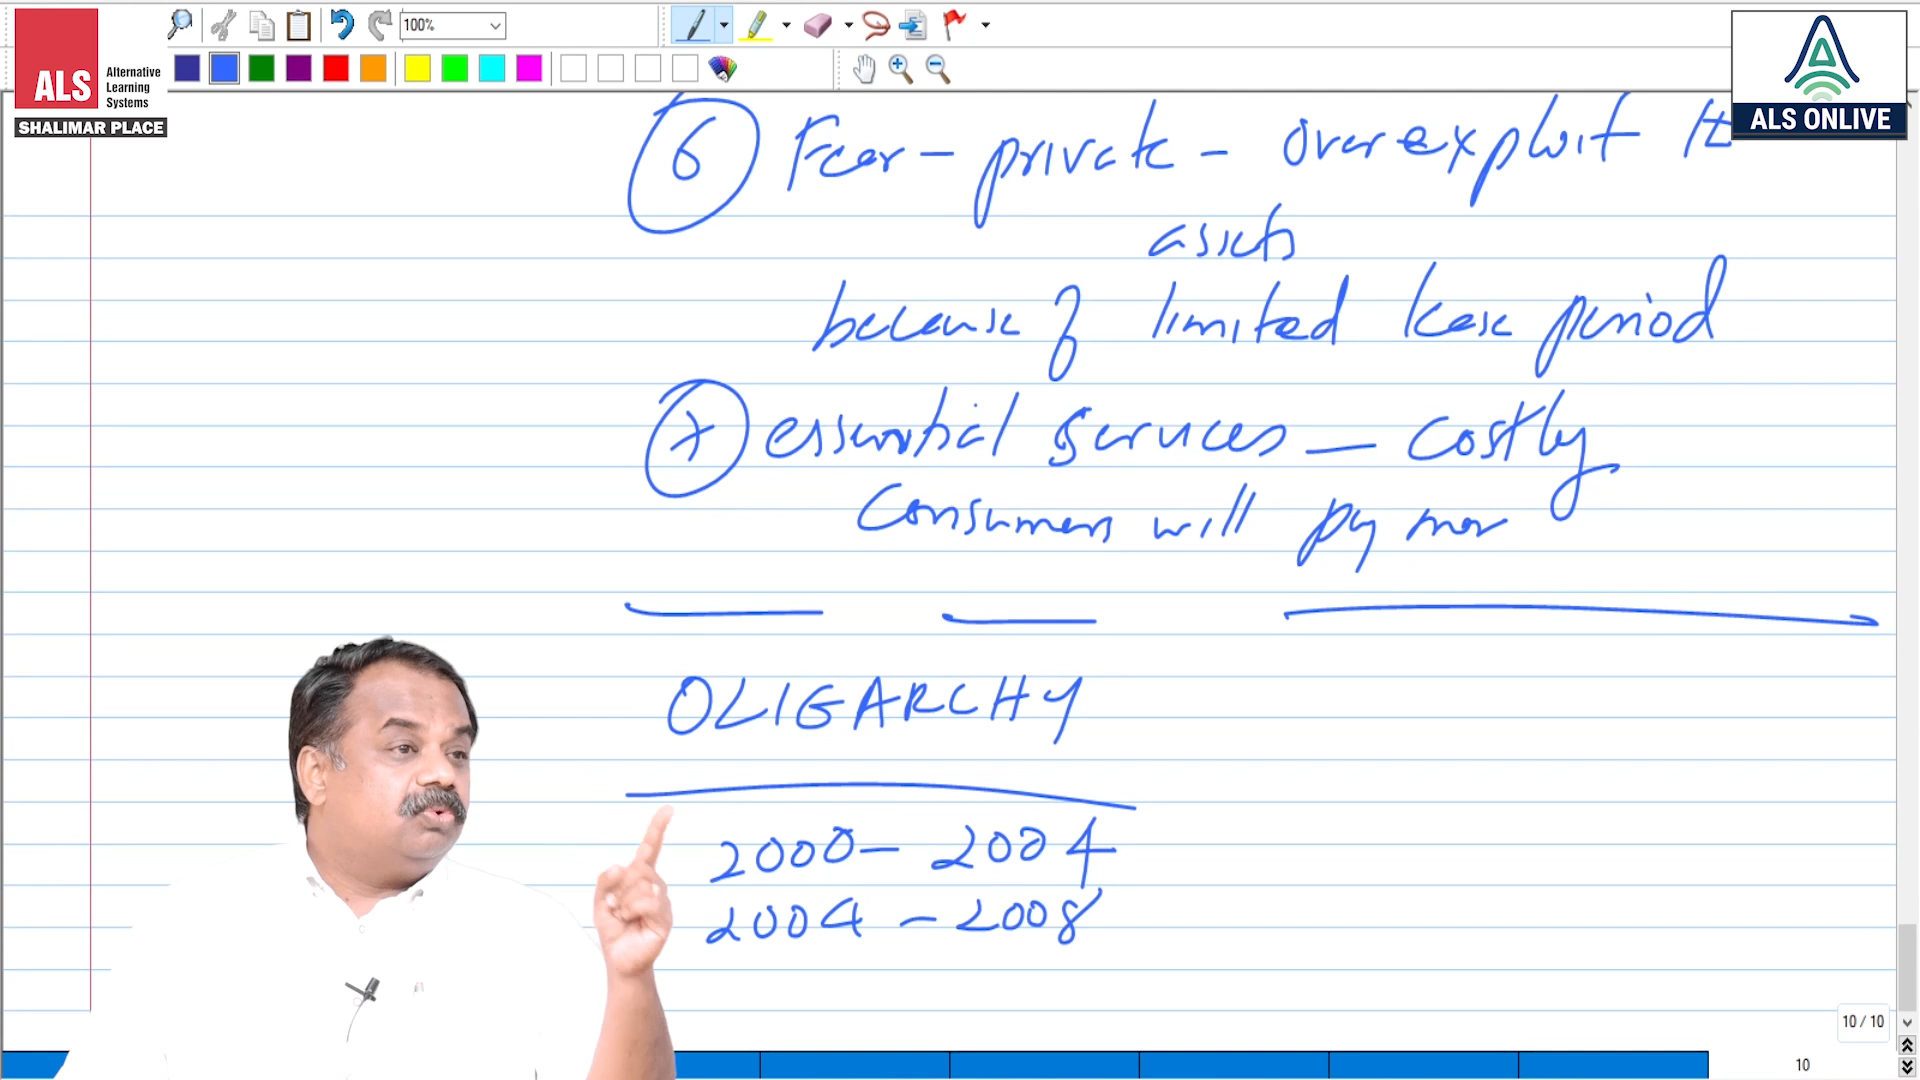 100%
ALS
Alternative
Learning
Systems
SHALIMAR PLACE
ALS ONLIVE
6 Fear - private - overexploit the
assets
because of limited lease period
7 essential services - costly
consumers will pay more
OLIGARCHY
2000 - 2004
2004 - 2008
10 / 10
10